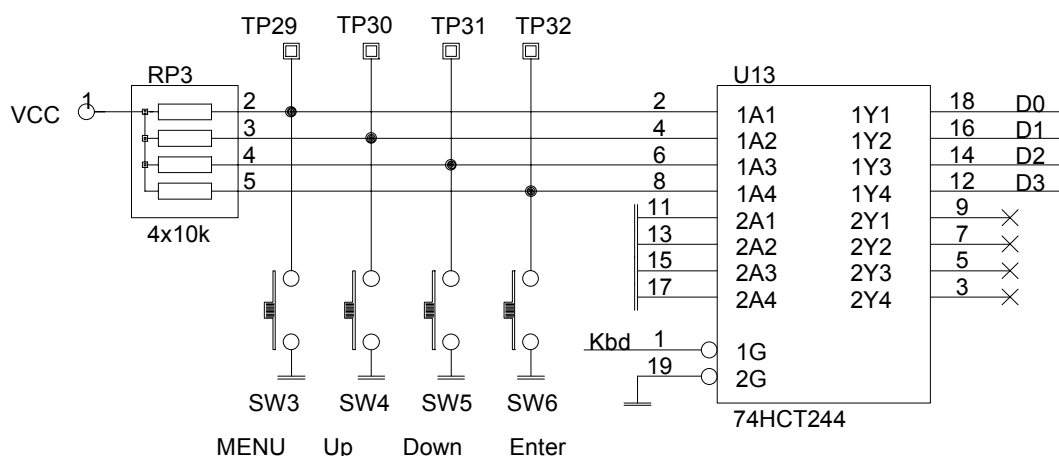 TP29 TP30 TP31 TP32
RP3 U13
VCC 1 2 2 1A1 1Y1 18 D0
3 4 1A2 1Y2 16 D1
4 6 1A3 1Y3 14 D2
5 8 1A4 1Y4 12 D3
11 2A1 2Y1 9
4x10k 13 2A2 2Y2 7
15 2A3 2Y3 5
17 2A4 2Y4 3
Kbd 1 1G
19 2G
SW3 SW4 SW5 SW6
74HCT244
MENU Up Down Enter